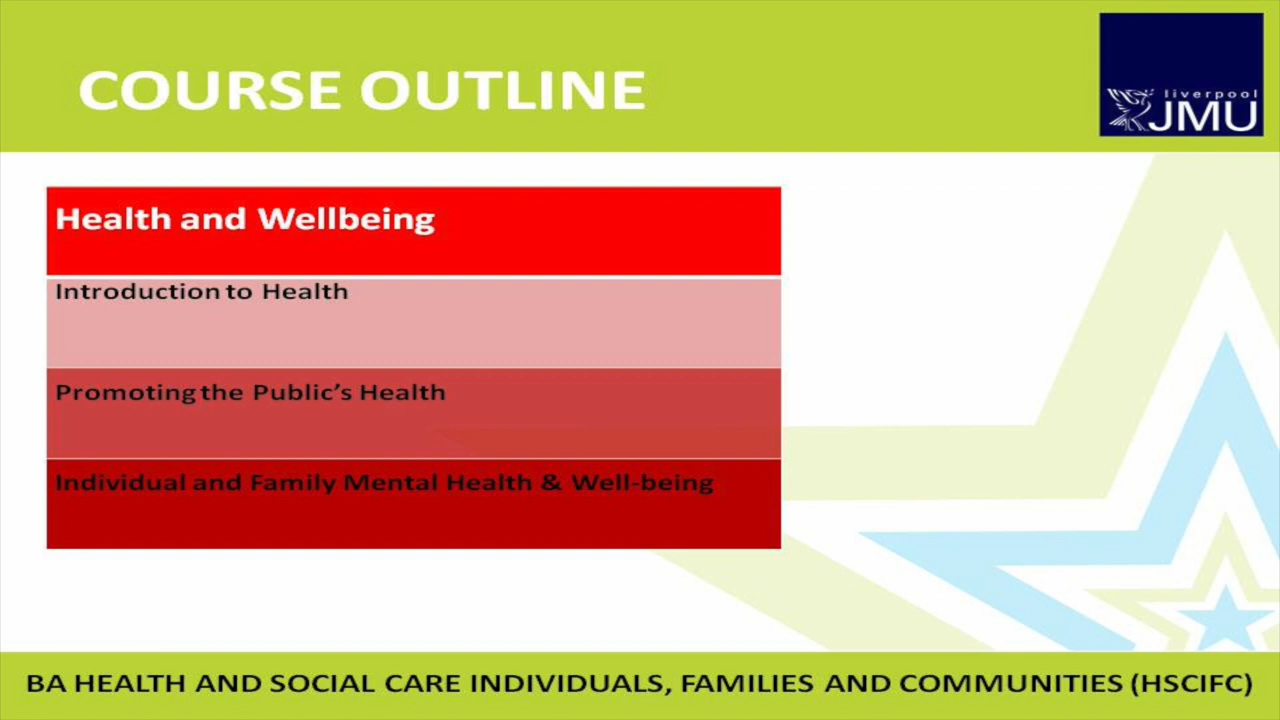 COURSE OUTLINE
liverpool
JMU
Health and Wellbeing
Introduction to Health
Promoting the Public’s Health
Individual and Family Mental Health & Well-being
BA HEALTH AND SOCIAL CARE INDIVIDUALS, FAMILIES AND COMMUNITIES (HSCIFC)